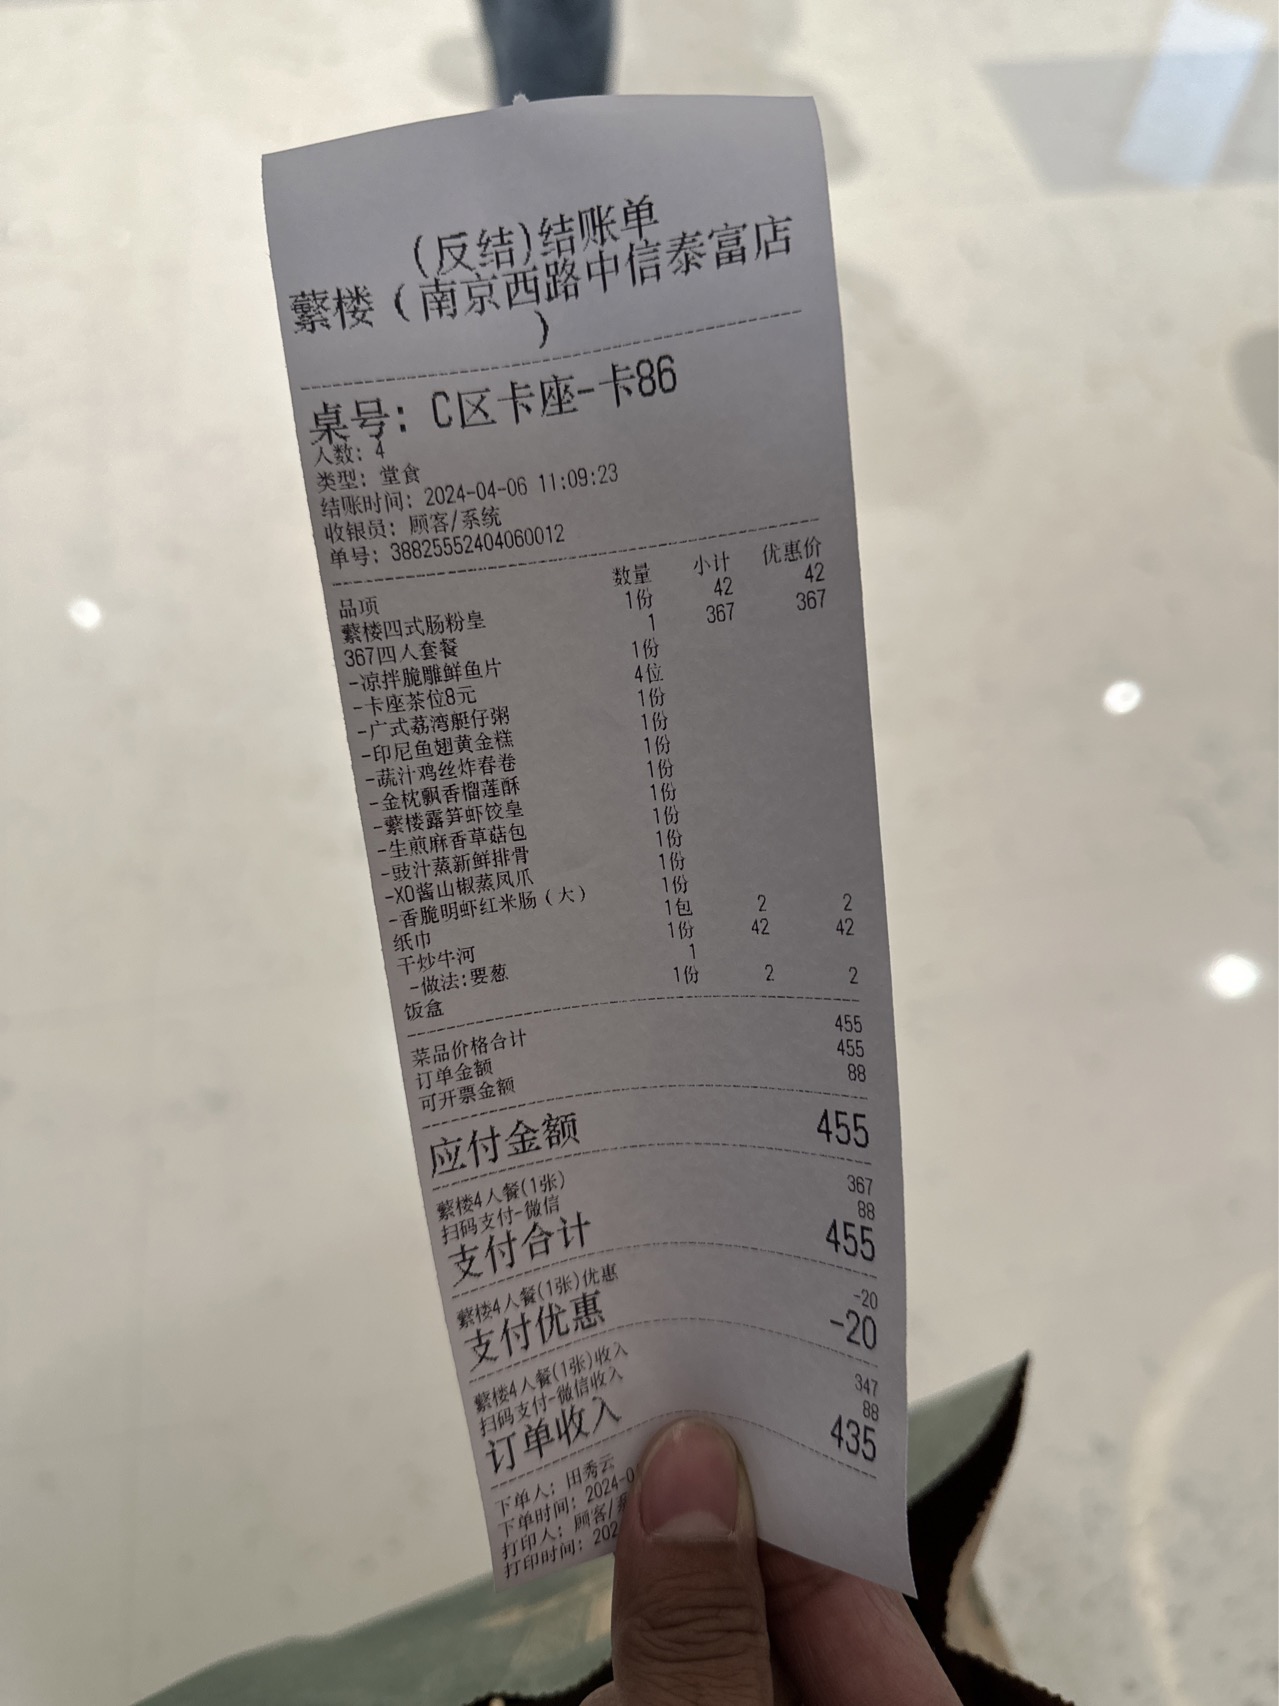 (反结)结账单
蘩楼（南京西路中信泰富店
）
桌号: C区卡座-卡86
人数: 4
类型: 堂食
结账时间: 2024-04-06 11:09:23
收银员: 顾客/系统
单号: 38825552404060012
品项 数量 小计 优惠价
蘩楼四式肠粉皇 1份 42 42
367四人套餐 1 367 367
-凉拌脆雕鲜鱼片 1份
-卡座茶位8元 4位
-广式荔湾艇仔粥 1份
-印尼鱼翅黄金糕 1份
-蔬汁鸡丝炸春卷 1份
-金枕飘香榴莲酥 1份
-蘩楼露笋虾饺皇 1份
-生煎麻香草菇包 1份
-豉汁蒸新鲜排骨 1份
-XO酱山椒蒸凤爪 1份
-香脆明虾红米肠（大） 1份
纸巾 1包 2 2
干炒牛河 1份 42 42
-做法:要葱 1
饭盒 1份 2 2
菜品价格合计 455
订单金额 455
可开票金额 88
应付金额 455
蘩楼4人餐(1张) 367
扫码支付-微信 88
支付合计 455
蘩楼4人餐(1张)优惠 -20
支付优惠 -20
蘩楼4人餐(1张)收入 347
扫码支付-微信收入 88
订单收入 435
下单人: 田秀云
下单时间: 2024-0
打印人: 顾客/系
打印时间: 202